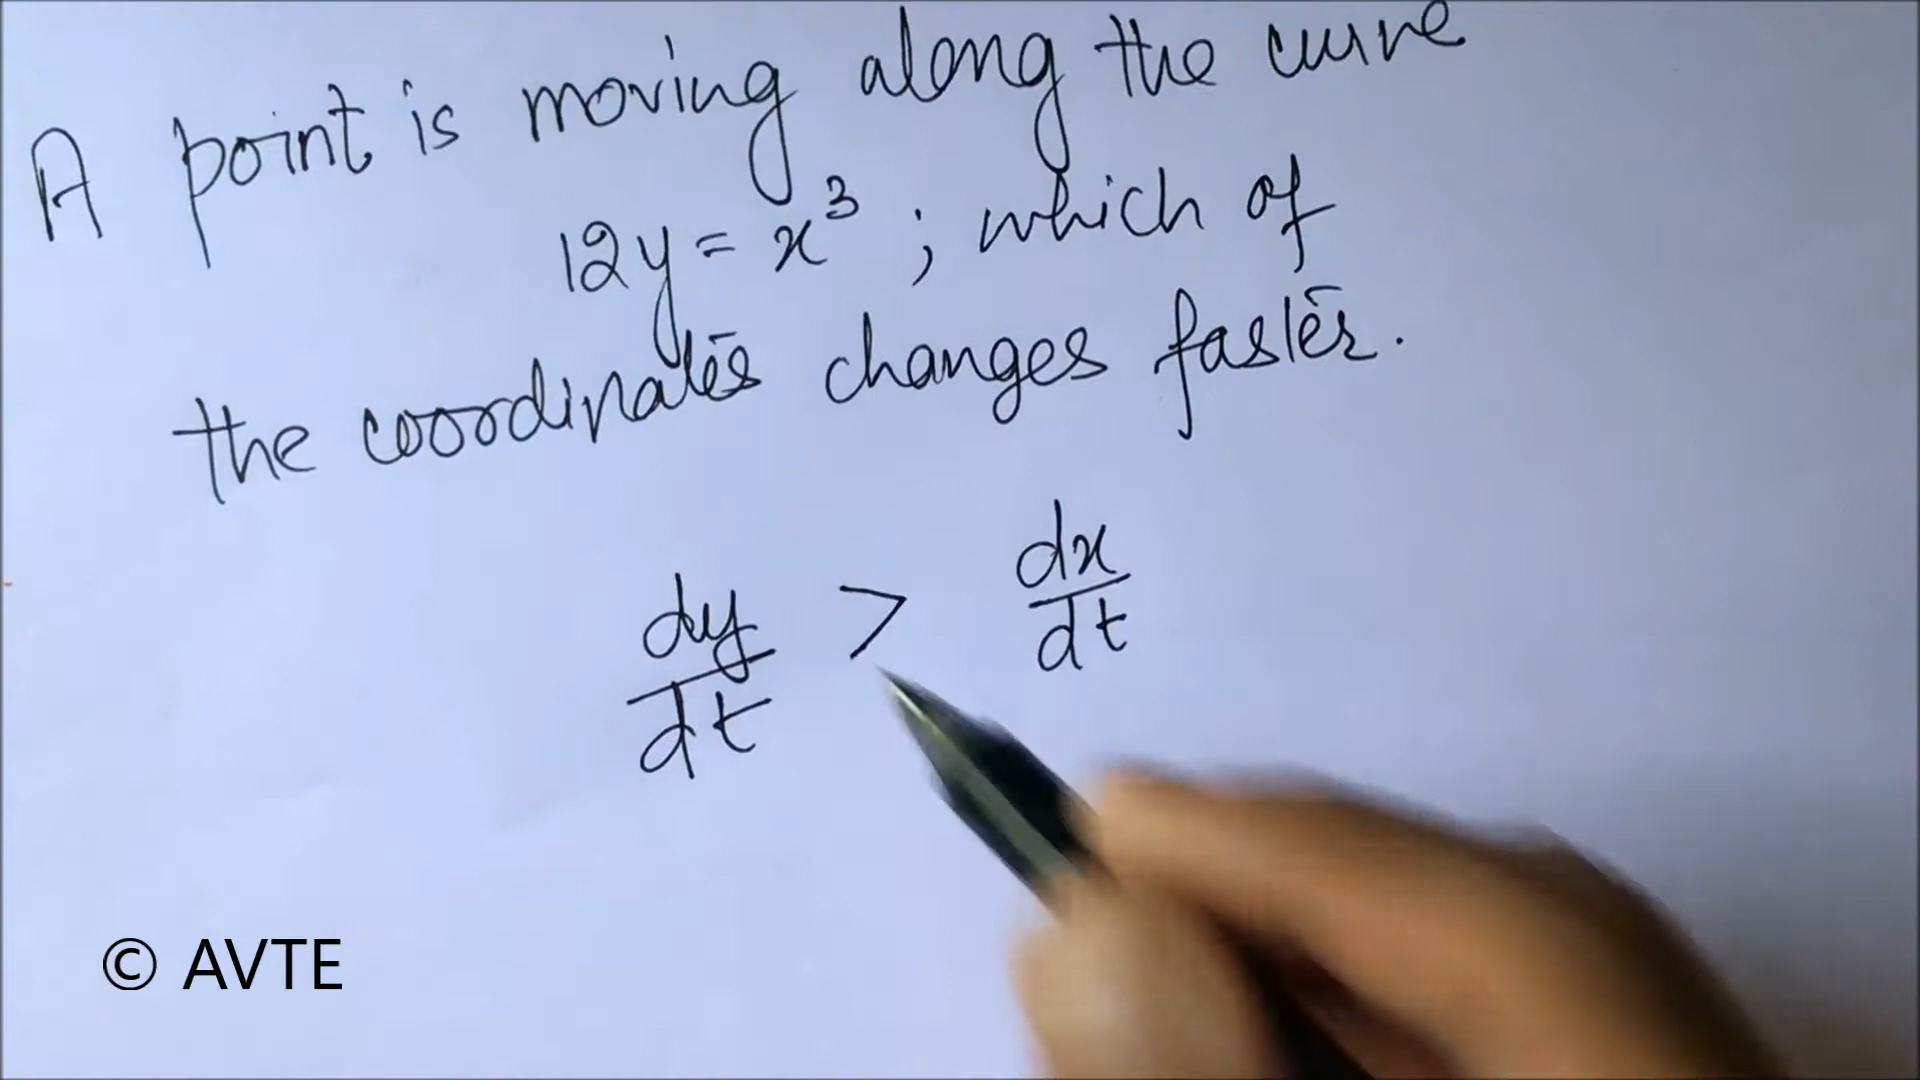 A point is moving along the curve
12y = x³ ; which of
the coordinates changes faster.
dy/dt > dx/dt
© AVTE